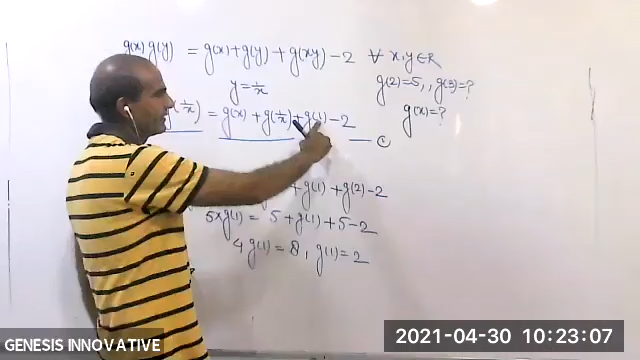 g(x) g(y) = g(x) + g(y) + g(xy) - 2 ∀ x, y ∈ R
y = 1/x
g(2) = 5, , g(3) = ?
g(1/x) = g(x) + g(1/x) + g(1) - 2
g(x) = ?
+ g(1) + g(2) - 2
5 x g(1) = 5 + g(1) + 5 - 2
4 g(1) = 8, g(1) = 2
GENESIS INNOVATIVE
2021-04-30 10:23:07